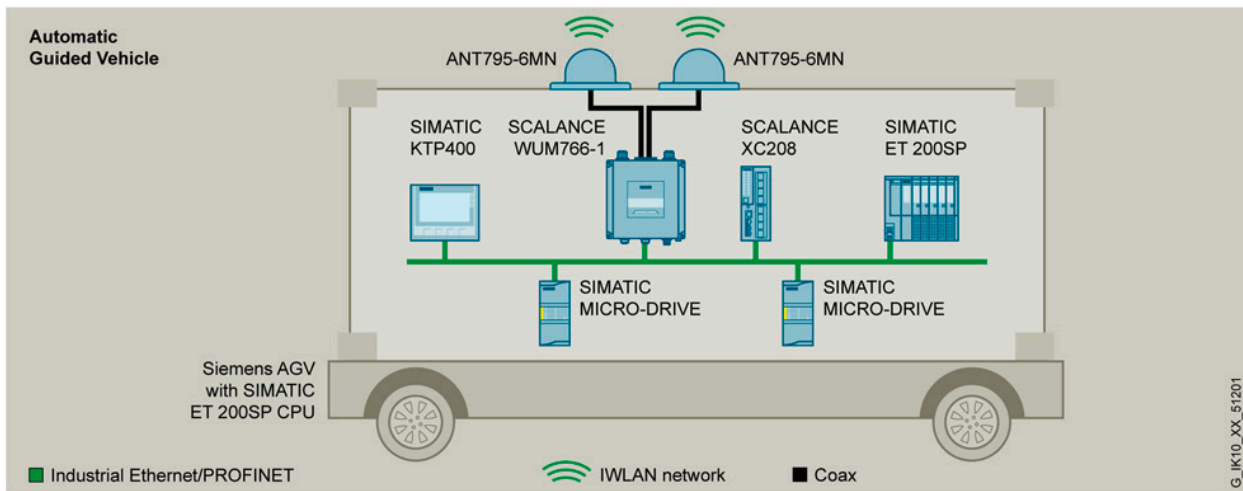 Automatic
Guided Vehicle
ANT795-6MN
ANT795-6MN
SIMATIC
KTP400
SCALANCE
WUM766-1
SCALANCE
XC208
SIMATIC
ET 200SP
SIMATIC
MICRO-DRIVE
SIMATIC
MICRO-DRIVE
Siemens AGV
with SIMATIC
ET 200SP CPU
Industrial Ethernet/PROFINET
IWLAN network
Coax
G_IK10_XX_51201